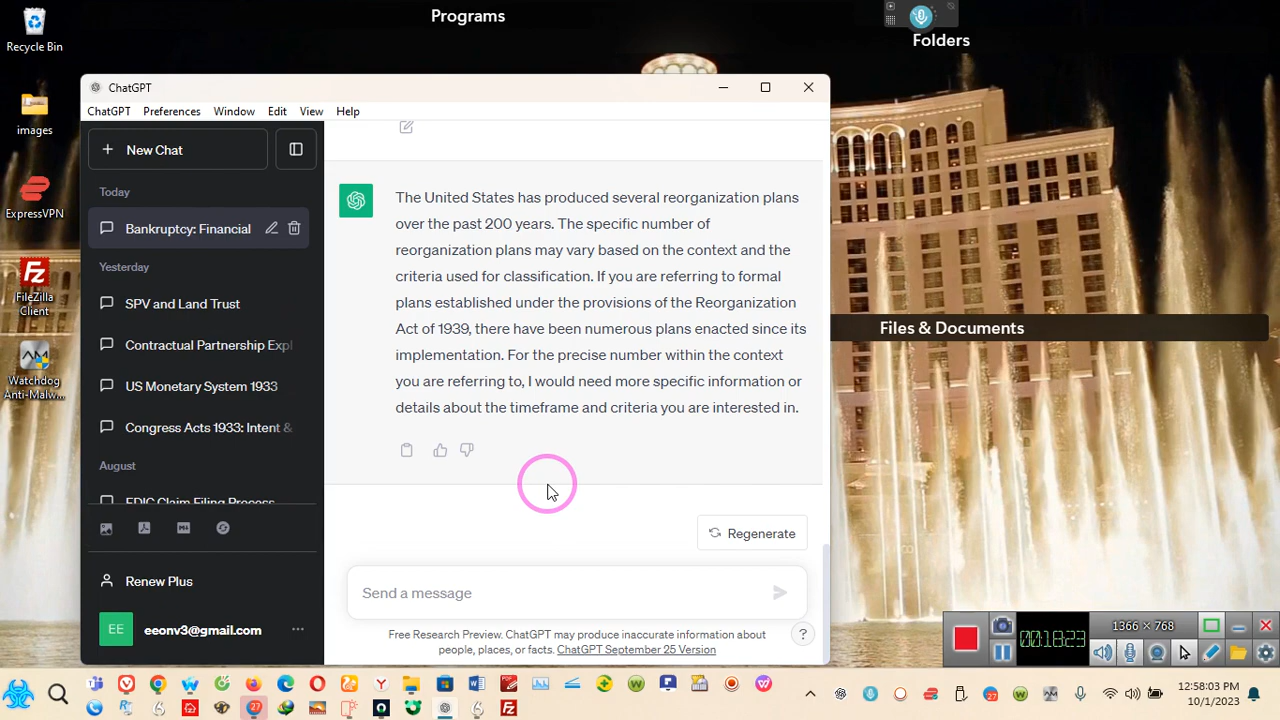 Programs
Folders
Recycle Bin
images
ExpressVPN
FileZilla
Client
Watchdog
Anti-Malw...
Files & Documents
ChatGPT
ChatGPT Preferences Window Edit View Help
New Chat
Today
Bankruptcy: Financial
Yesterday
SPV and Land Trust
Contractual Partnership Expl
US Monetary System 1933
Congress Acts 1933: Intent &
August
FDIC Claim Filing Process
Renew Plus
EE eeonv3@gmail.com
The United States has produced several reorganization plans
over the past 200 years. The specific number of
reorganization plans may vary based on the context and the
criteria used for classification. If you are referring to formal
plans established under the provisions of the Reorganization
Act of 1939, there have been numerous plans enacted since its
implementation. For the precise number within the context
you are referring to, I would need more specific information or
details about the timeframe and criteria you are interested in.
Regenerate
Send a message
Free Research Preview. ChatGPT may produce inaccurate information about
people, places, or facts. ChatGPT September 25 Version
?
00:18:23
1366 × 768
12:58:03 PM
10/1/2023